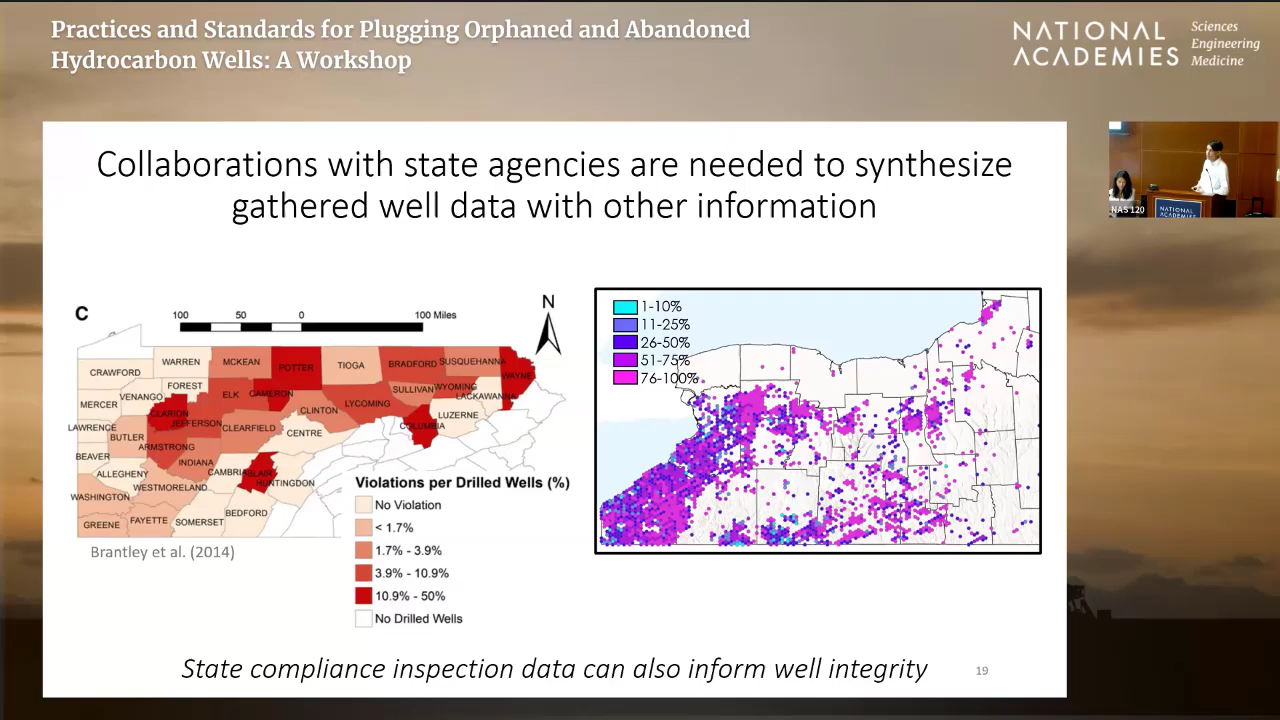 Practices and Standards for Plugging Orphaned and Abandoned
Hydrocarbon Wells: A Workshop
NATIONAL
ACADEMIES
Sciences
Engineering
Medicine
NATIONAL
ACADEMIES
NAS 120
Collaborations with state agencies are needed to synthesize
gathered well data with other information
C
100 50 0 100 Miles
N
WARREN
MCKEAN
POTTER
TIOGA
BRADFORD
SUSQUEHANNA
CRAWFORD
WAYNE
FOREST
ELK
CAMERON
SULLIVAN
WYOMING
LACKAWANNA
VENANGO
MERCER
CLARION
LYCOMING
CLINTON
LUZERNE
JEFFERSON
CLEARFIELD
COLUMBIA
LAWRENCE
BUTLER
CENTRE
ARMSTRONG
BEAVER
INDIANA
ALLEGHENY
CAMBRIA
BLAIR
HUNTINGDON
WESTMORELAND
WASHINGTON
BEDFORD
GREENE
FAYETTE
SOMERSET
Violations per Drilled Wells (%)
No Violation
< 1.7%
1.7% - 3.9%
3.9% - 10.9%
10.9% - 50%
No Drilled Wells
Brantley et al. (2014)
1-10%
11-25%
26-50%
51-75%
76-100%
State compliance inspection data can also inform well integrity
19